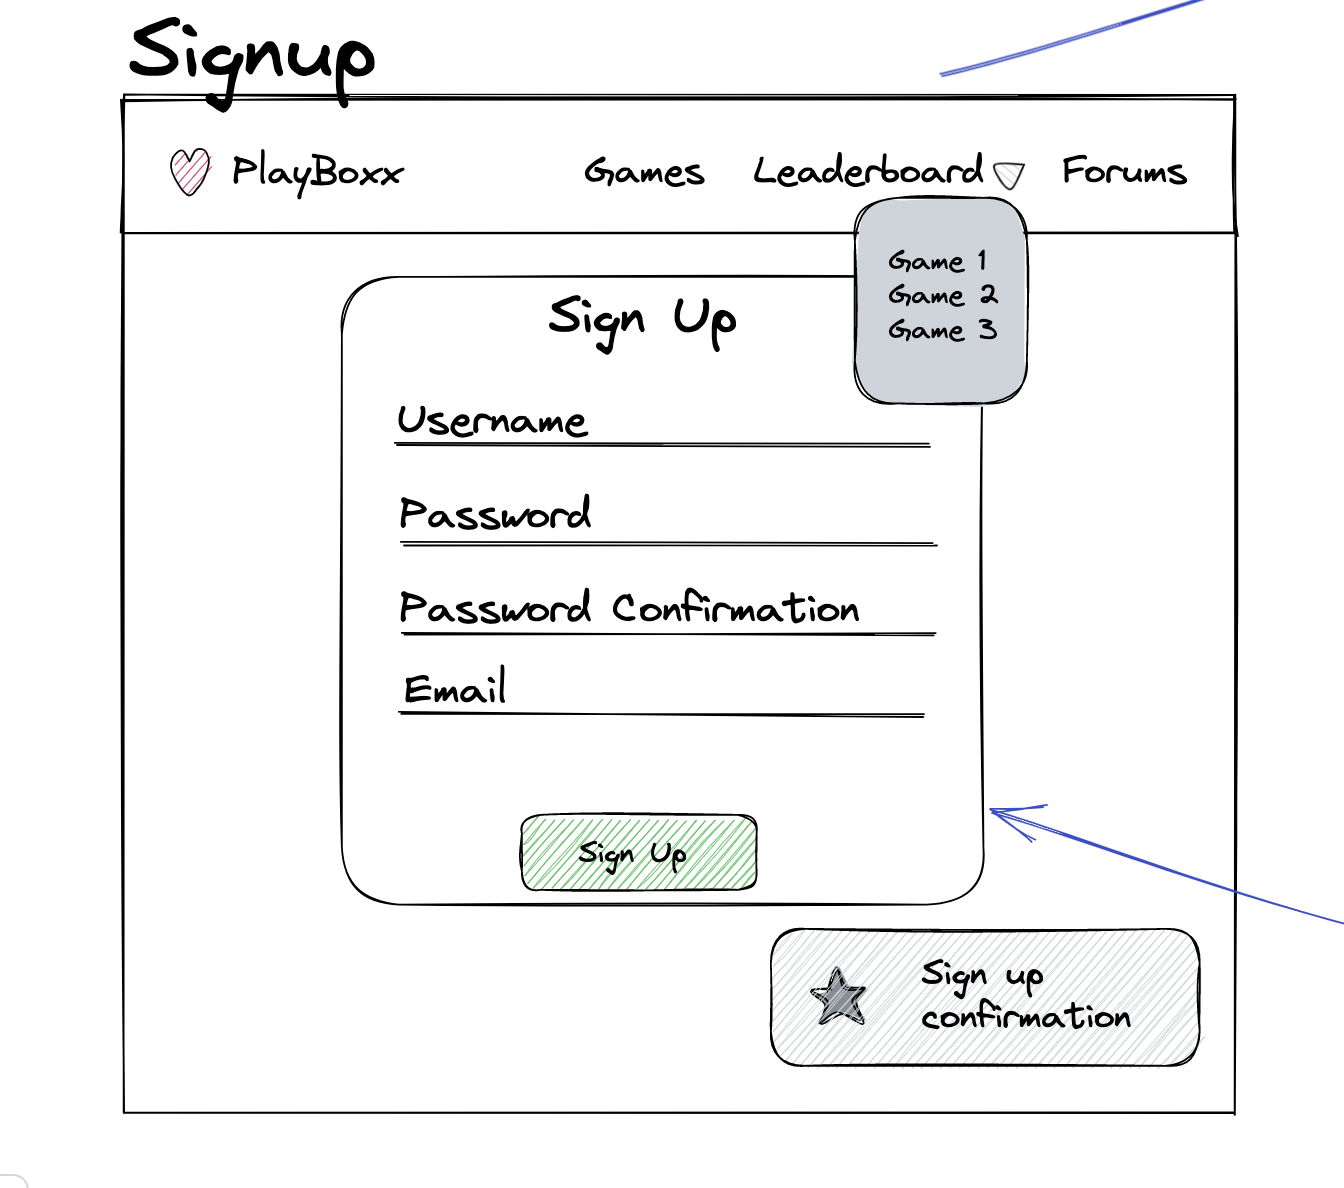 Signup
PlayBoxx Games Leaderboard Forums
Game 1
Game 2
Game 3
Sign Up
Username
Password
Password Confirmation
Email
Sign Up
Sign up
confirmation